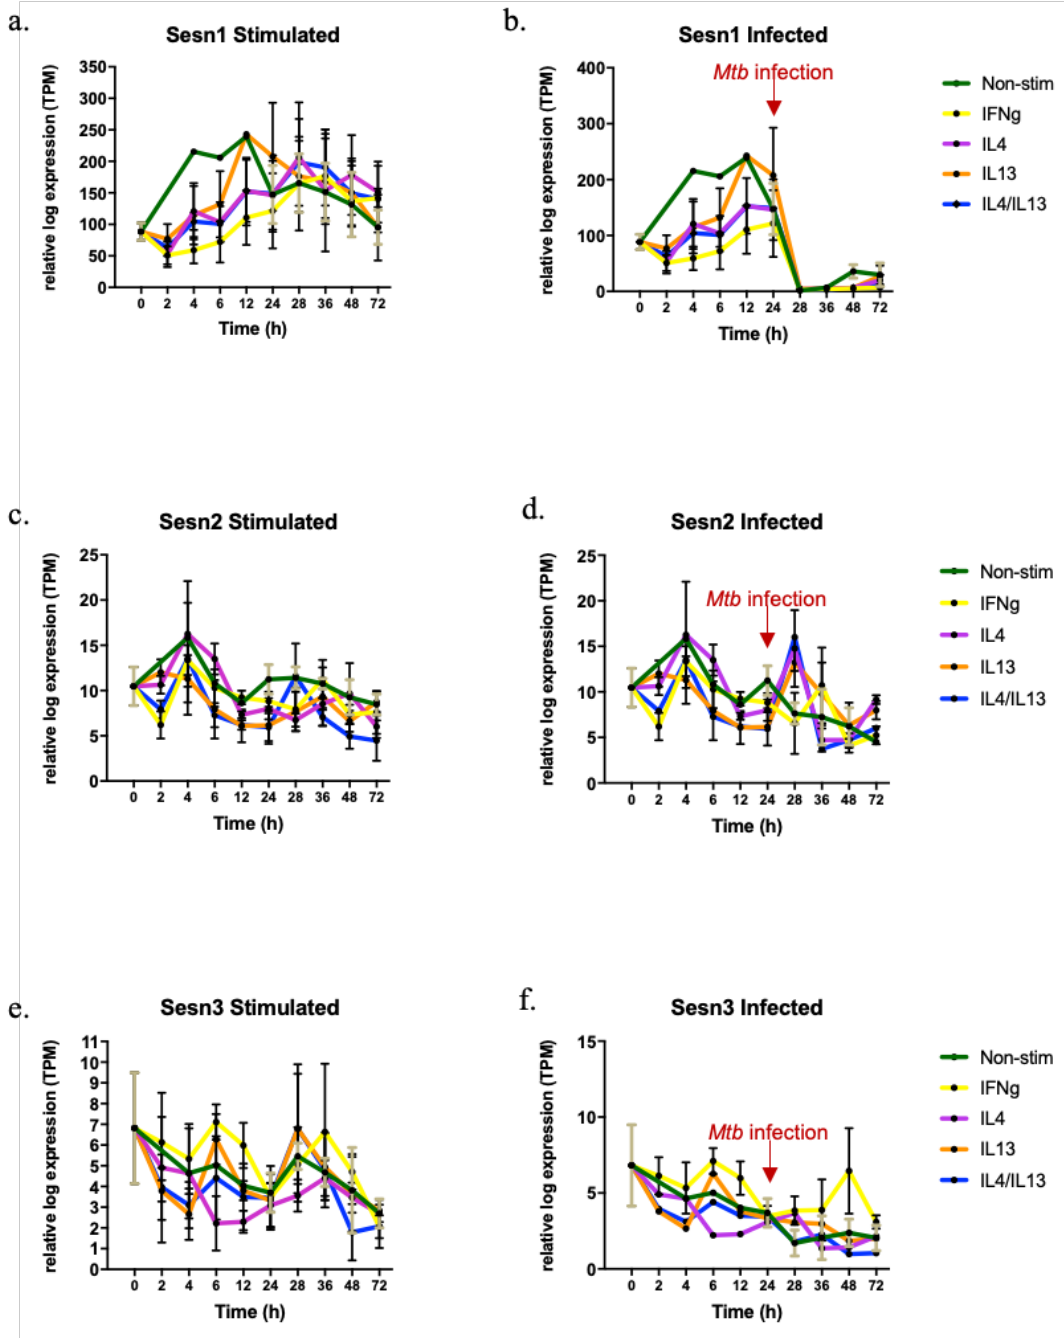 a.
Sesn1 Stimulated
relative log expression (TPM)
350
300
250
200
150
100
50
0
0 2 4 6 12 24 28 36 48 72
Time (h)
b.
Sesn1 Infected
relative log expression (TPM)
400
300
200
100
0
Mtb infection
0 2 4 6 12 24 28 36 48 72
Time (h)
Non-stim
IFNg
IL4
IL13
IL4/IL13
c.
Sesn2 Stimulated
relative log expression (TPM)
25
20
15
10
5
0
0 2 4 6 12 24 28 36 48 72
Time (h)
d.
Sesn2 Infected
relative log expression (TPM)
25
20
15
10
5
0
Mtb infection
0 2 4 6 12 24 28 36 48 72
Time (h)
Non-stim
IFNg
IL4
IL13
IL4/IL13
e.
Sesn3 Stimulated
relative log expression (TPM)
11
10
9
8
7
6
5
4
3
2
1
0
0 2 4 6 12 24 28 36 48 72
Time (h)
f.
Sesn3 Infected
relative log expression (TPM)
15
10
5
0
Mtb infection
0 2 4 6 12 24 28 36 48 72
Time (h)
Non-stim
IFNg
IL4
IL13
IL4/IL13